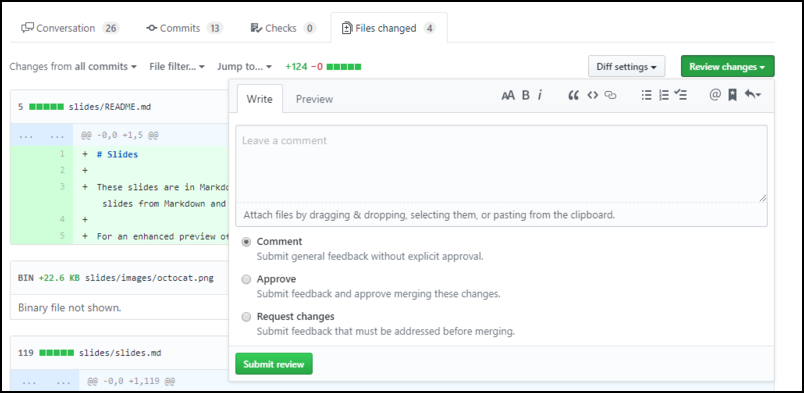 Conversation 26 Commits 13 Checks 0 Files changed 4
Changes from all commits File filter... Jump to... +124 −0 Diff settings Review changes
5 slides/README.md
... ... @@ -0,0 +1,5 @@
1 + # Slides
2 +
3 + These slides are in Markdo
slides from Markdown and
4 +
5 + For an enhanced preview of
BIN +22.6 KB slides/images/octocat.png
Binary file not shown.
119 slides/slides.md
... ... @@ -0,0 +1,119 @@
Write Preview AA B i
Leave a comment
Attach files by dragging & dropping, selecting them, or pasting from the clipboard.
Comment
Submit general feedback without explicit approval.
Approve
Submit feedback and approve merging these changes.
Request changes
Submit feedback that must be addressed before merging.
Submit review